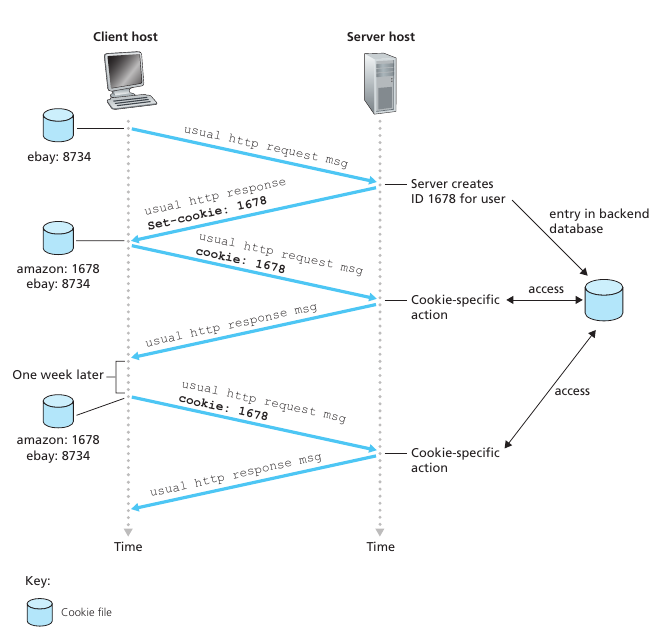 Client host
Server host
ebay: 8734
usual http request msg
Server creates
ID 1678 for user
usual http response
Set-cookie: 1678
entry in backend
database
amazon: 1678
ebay: 8734
usual http request msg
cookie: 1678
access
Cookie-specific
action
usual http response msg
One week later
usual http request msg
cookie: 1678
access
amazon: 1678
ebay: 8734
Cookie-specific
action
usual http response msg
Time
Time
Key:
Cookie file